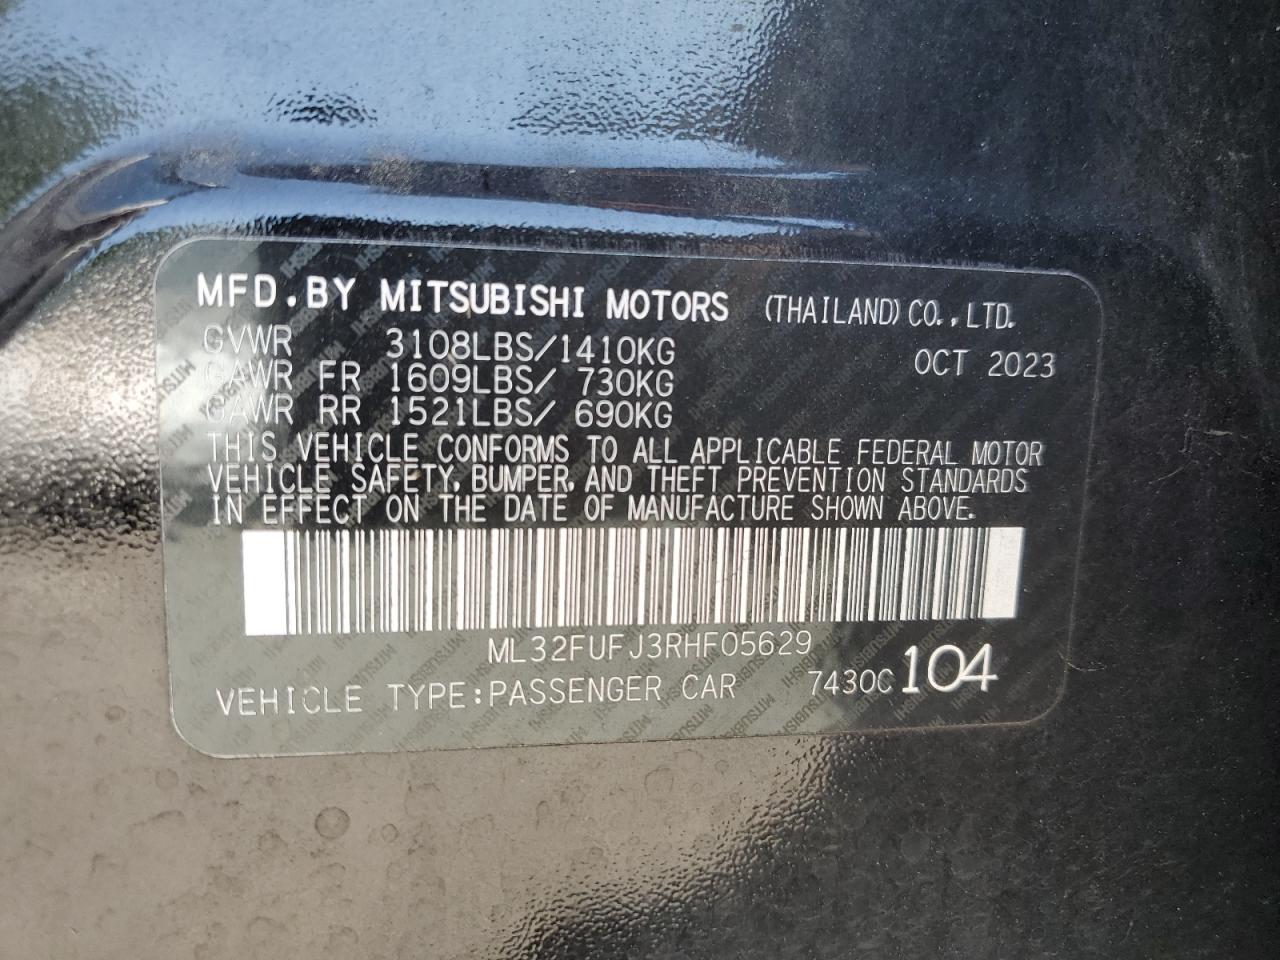 MFD.BY MITSUBISHI MOTORS (THAILAND) CO.,LTD.
GVWR 3108LBS/1410KG OCT 2023
GAWR FR 1609LBS/ 730KG
GAWR RR 1521LBS/ 690KG
THIS VEHICLE CONFORMS TO ALL APPLICABLE FEDERAL MOTOR
VEHICLE SAFETY, BUMPER, AND THEFT PREVENTION STANDARDS
IN EFFECT ON THE DATE OF MANUFACTURE SHOWN ABOVE.
ML32FUFJ3RHF05629
VEHICLE TYPE:PASSENGER CAR 7430C 104